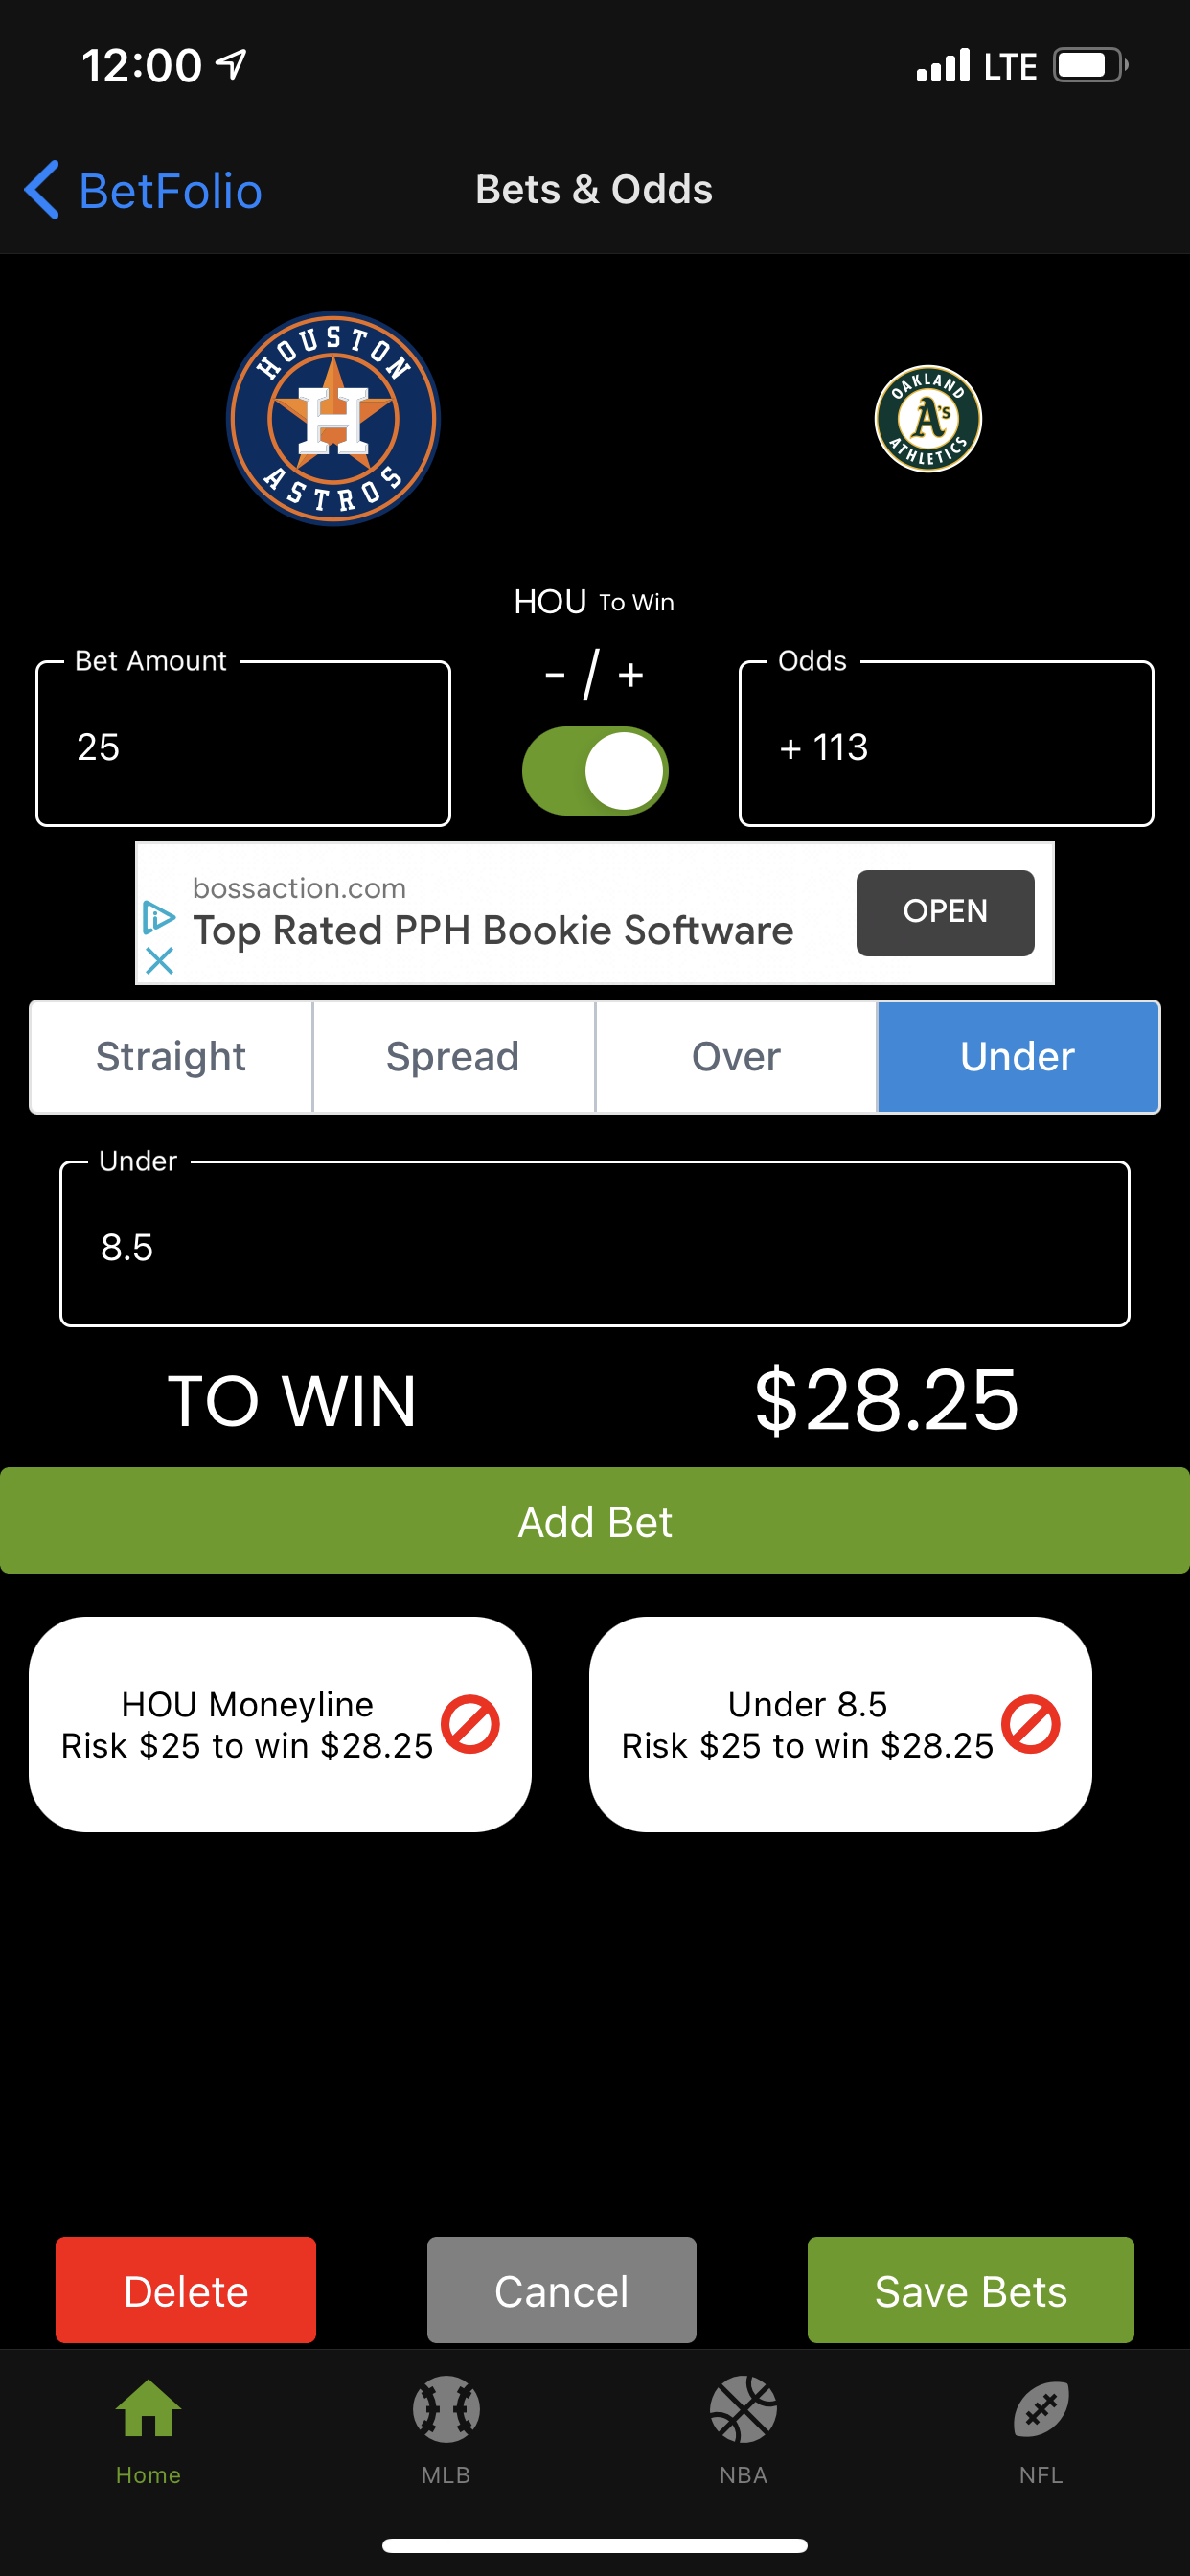 12:00
LTE
BetFolio
Bets & Odds
HOUSTON
H
ASTROS
OAKLAND
A's
ATHLETICS
HOU To Win
Bet Amount
- / +
Odds
25
+ 113
bossaction.com
Top Rated PPH Bookie Software
OPEN
Straight
Spread
Over
Under
Under
8.5
TO WIN
$28.25
Add Bet
HOU Moneyline
Risk $25 to win $28.25
Under 8.5
Risk $25 to win $28.25
Delete
Cancel
Save Bets
Home
MLB
NBA
NFL